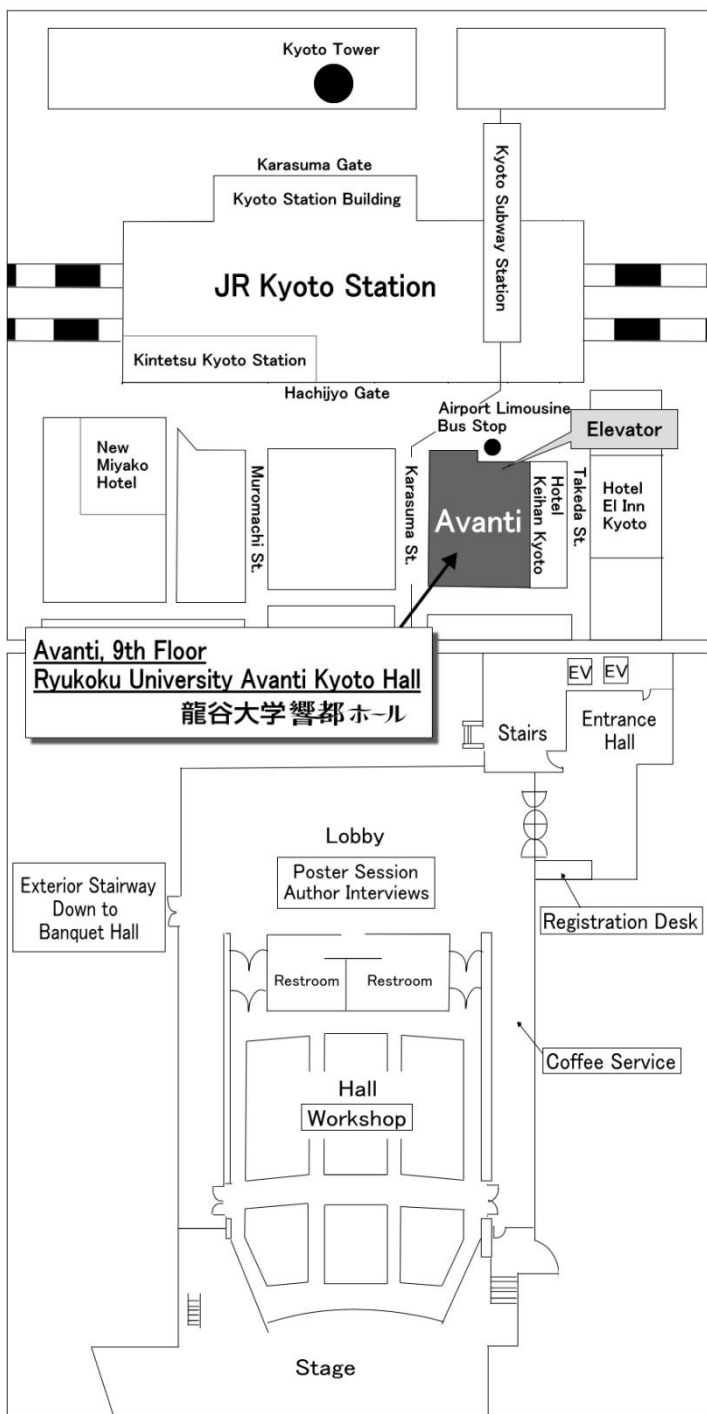 Kyoto Tower
Karasuma Gate
Kyoto Station Building
Kyoto Subway Station
JR Kyoto Station
Kintetsu Kyoto Station
Hachijyo Gate
Airport Limousine
Bus Stop
Elevator
New
Miyako
Hotel
Muromachi St.
Karasuma St.
Avanti
Hotel
Keihan Kyoto
Takeda St.
Hotel
El Inn
Kyoto
Avanti, 9th Floor
Ryukoku University Avanti Kyoto Hall
龍谷大学響都ホール
EV
EV
Stairs
Entrance
Hall
Lobby
Poster Session
Author Interviews
Exterior Stairway
Down to
Banquet Hall
Registration Desk
Restroom
Restroom
Coffee Service
Hall
Workshop
Stage